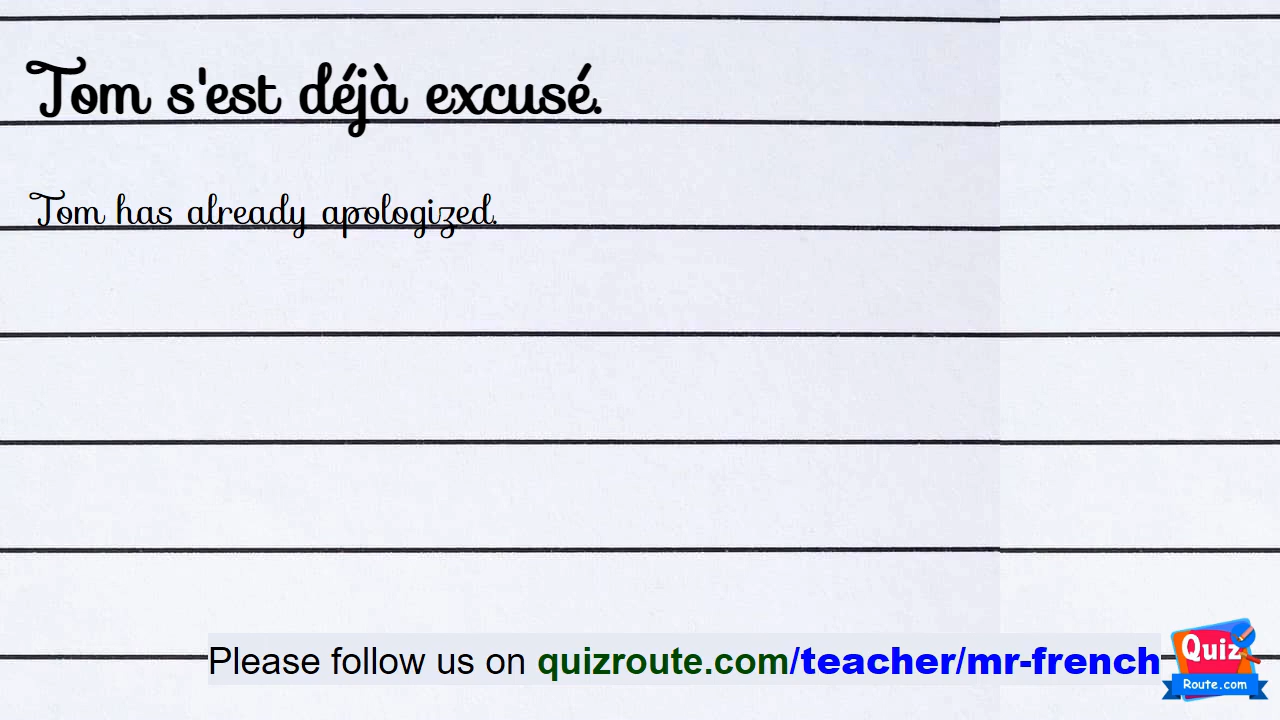 Tom s'est déjà excusé.
Tom has already apologized.
Please follow us on quizroute.com/teacher/mr-french
Quiz
Route.com